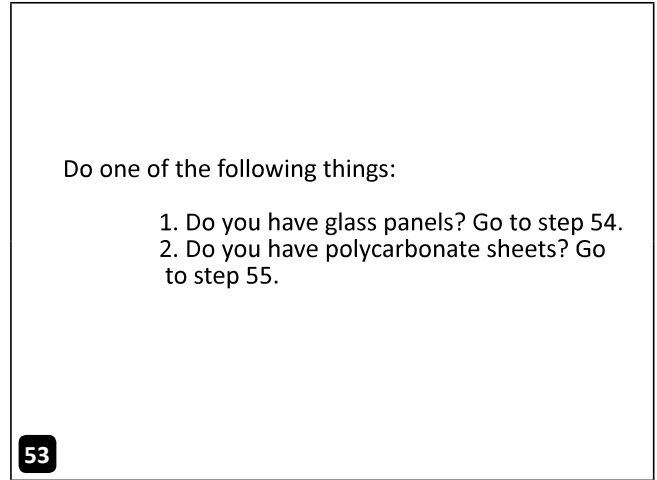 Do one of the following things:
1. Do you have glass panels? Go to step 54.
2. Do you have polycarbonate sheets? Go
to step 55.
53